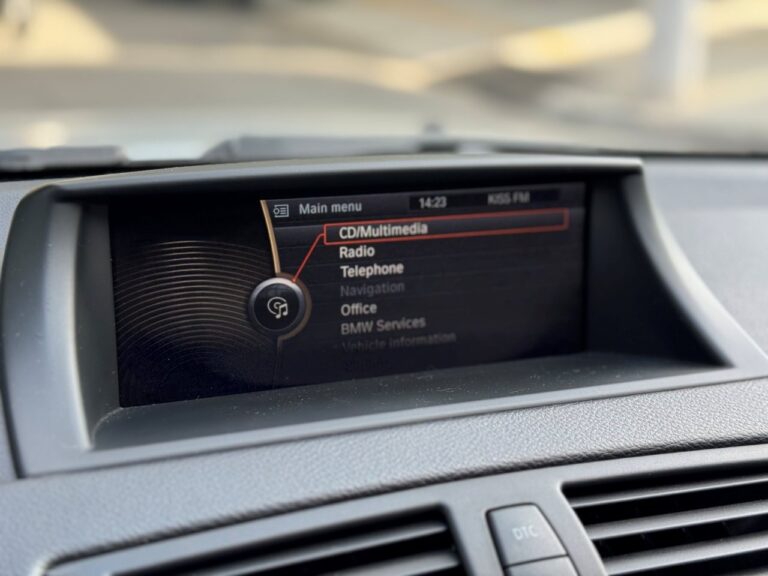 Main menu 14:23 KISS FM
CD/Multimedia
Radio
Telephone
Navigation
Office
BMW Services
Vehicle information
DTC